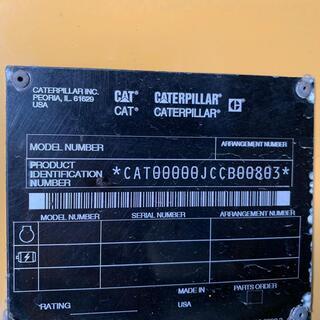 CATERPILLAR INC.
PEORIA, IL 61629
USA
CAT® CATERPILLAR® C
CAT® CATERPILLAR®
MODEL NUMBER
ARRANGEMENT NUMBER
PRODUCT
IDENTIFICATION
NUMBER
*CAT00000JCCB00803*
MODEL NUMBER SERIAL NUMBER ARRANGEMENT NUMBER
MADE IN PARTS ORDER
RATING USA